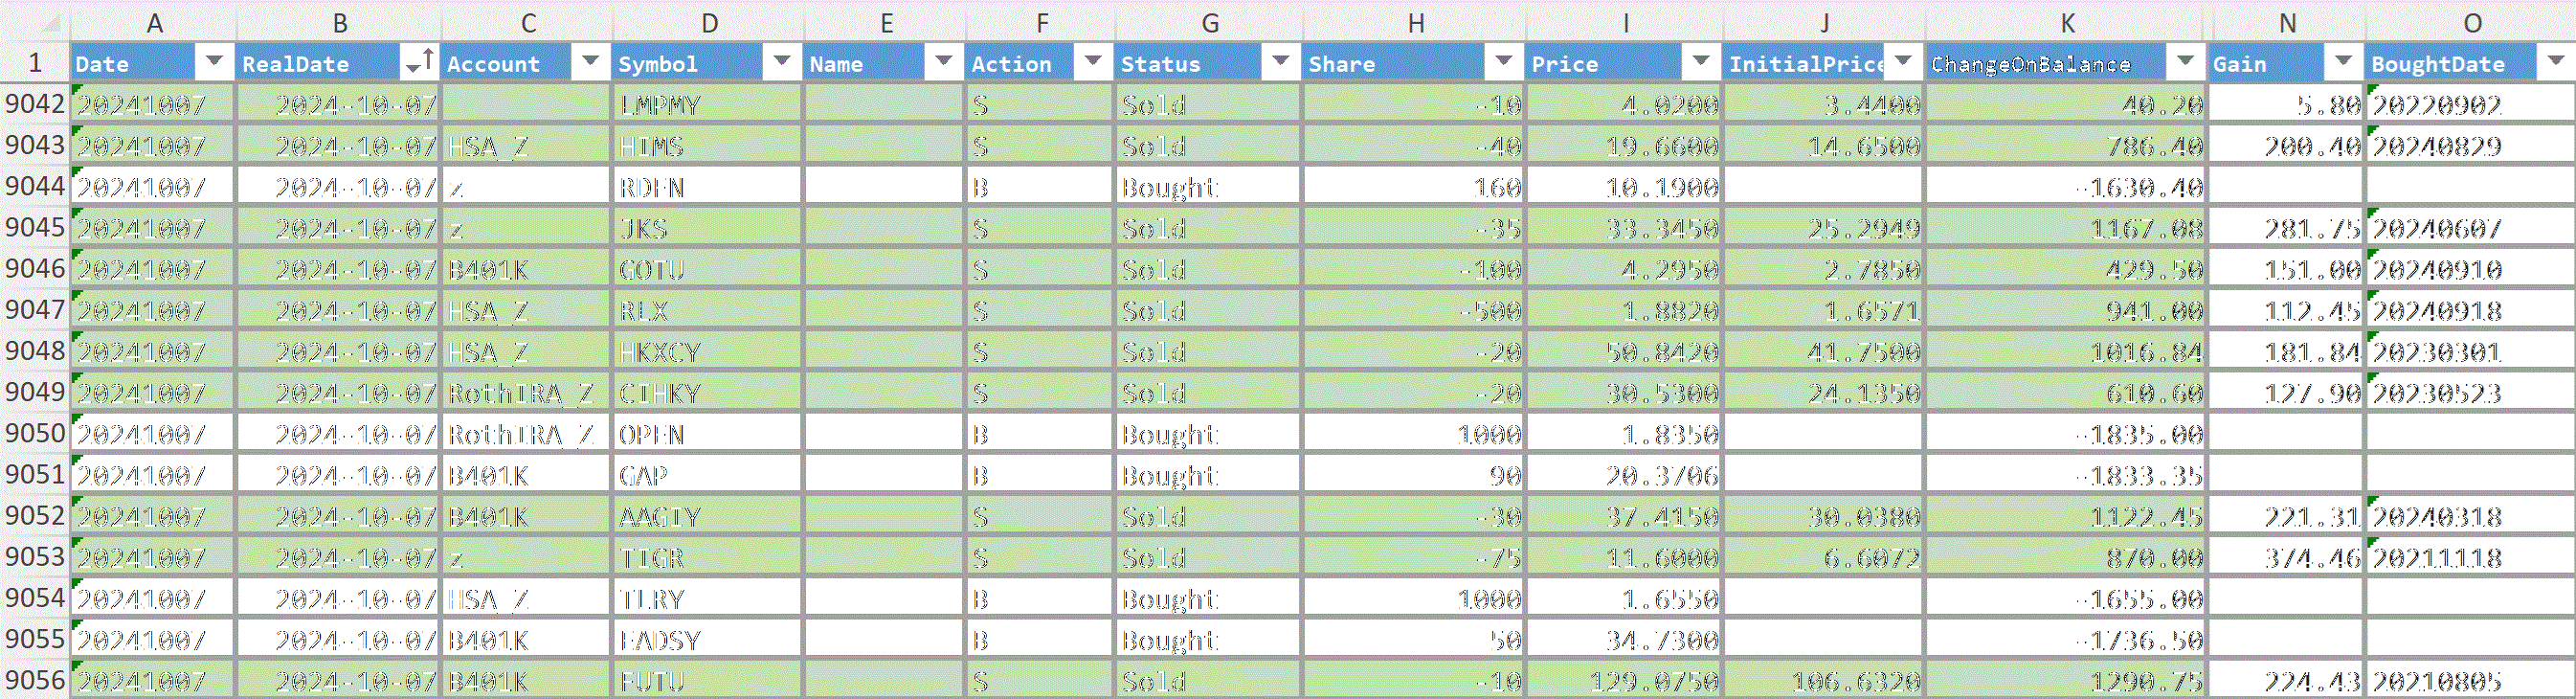 A B C D E F G H I J K N O
1 Date RealDate Account Symbol Name Action Status Share Price InitialPrice ChangeOnBalance Gain BoughtDate
9042 20241007 2024-10-07 LMPMY S Sold -10 4.0200 3.4400 40.20 5.80 20220902
9043 20241007 2024-10-07 HSA_Z HIMS S Sold -40 19.6600 14.6500 786.40 200.40 20240829
9044 20241007 2024-10-07 z RDFN B Bought 160 10.1900 -1630.40
9045 20241007 2024-10-07 z JKS S Sold -35 33.3450 25.2949 1167.08 281.75 20240607
9046 20241007 2024-10-07 B401K GOTU S Sold -100 4.2950 2.7850 429.50 151.00 20240910
9047 20241007 2024-10-07 HSA_Z RLX S Sold -500 1.8820 1.6571 941.00 112.45 20240918
9048 20241007 2024-10-07 HSA_Z HKXCY S Sold -20 50.8420 41.7500 1016.84 181.84 20230301
9049 20241007 2024-10-07 RothIRA_Z CIHKY S Sold -20 30.5300 24.1350 610.60 127.90 20230523
9050 20241007 2024-10-07 RothIRA_Z OPEN B Bought 1000 1.8350 -1835.00
9051 20241007 2024-10-07 B401K GAP B Bought 90 20.3706 -1833.35
9052 20241007 2024-10-07 B401K AAGIY S Sold -30 37.4150 30.0380 1122.45 221.31 20240318
9053 20241007 2024-10-07 z TIGR S Sold -75 11.6000 6.6072 870.00 374.46 20211118
9054 20241007 2024-10-07 HSA_Z TLRY B Bought 1000 1.6550 -1655.00
9055 20241007 2024-10-07 B401K EADSY B Bought 50 34.7300 -1736.50
9056 20241007 2024-10-07 B401K FUTU S Sold -10 129.0750 106.6320 1290.75 224.43 20210805